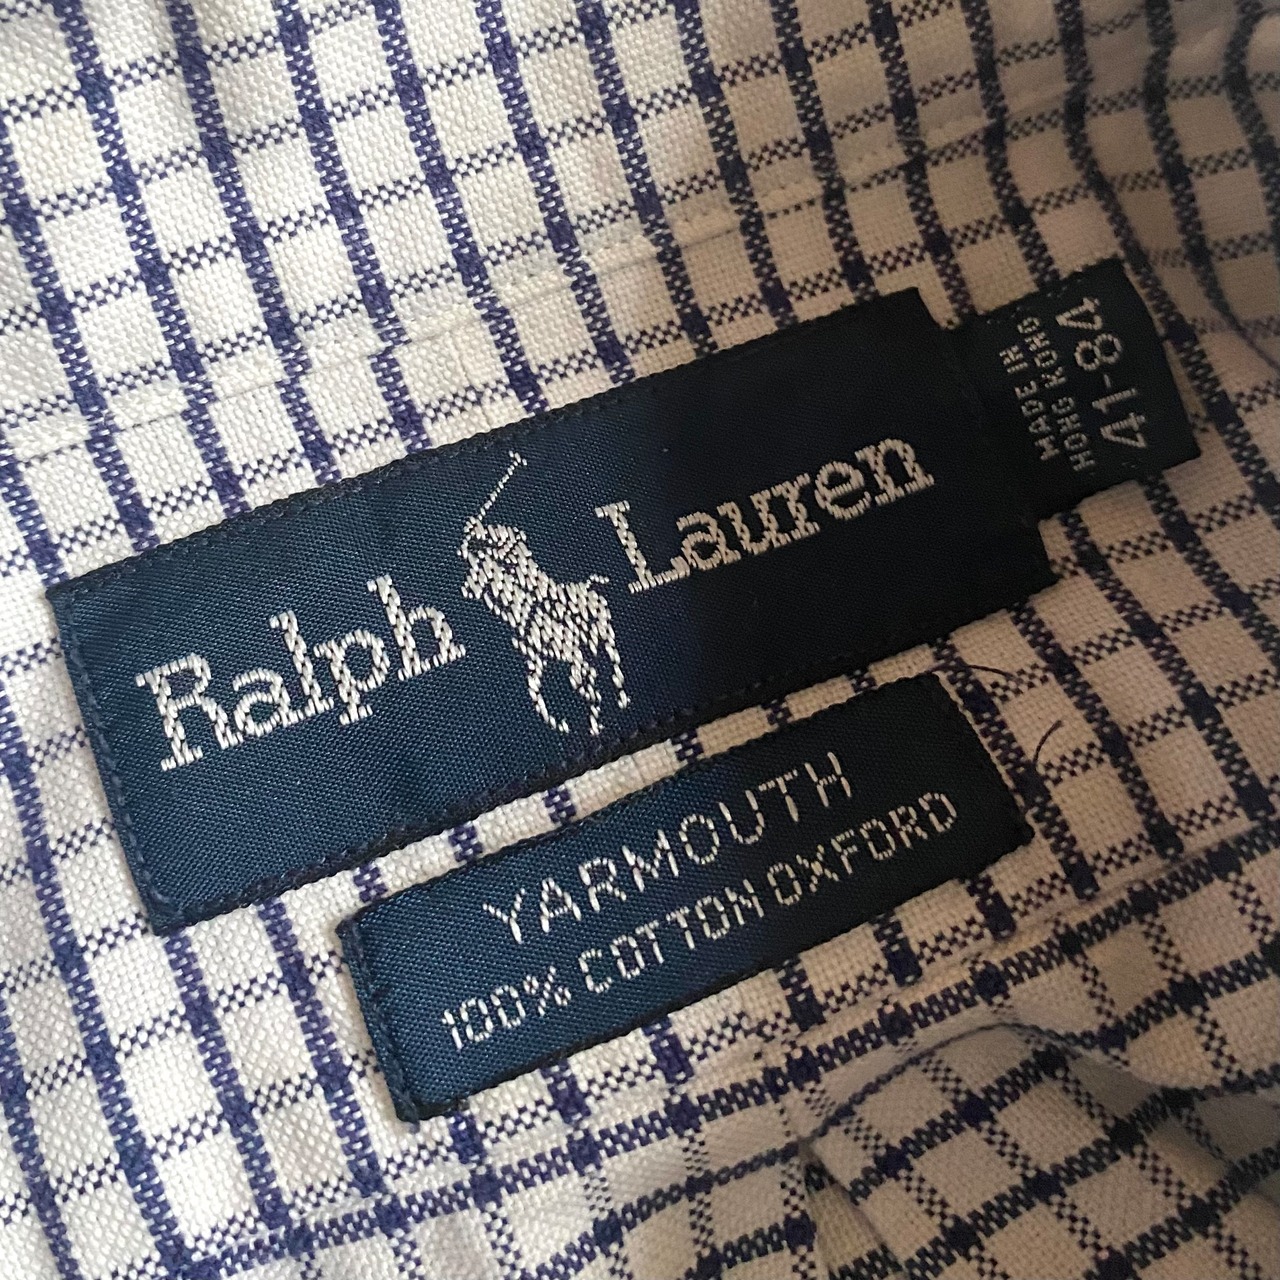 Ralph Lauren
MADE IN
HONG KONG
41-84
YARMOUTH
100% COTTON OXFORD